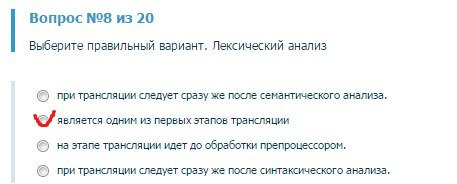 Вопрос №8 из 20
Выберите правильный вариант. Лексический анализ
при трансляции следует сразу же после семантического анализа.
является одним из первых этапов трансляции
на этапе трансляции идет до обработки препроцессором.
при трансляции следует сразу же после синтаксического анализа.